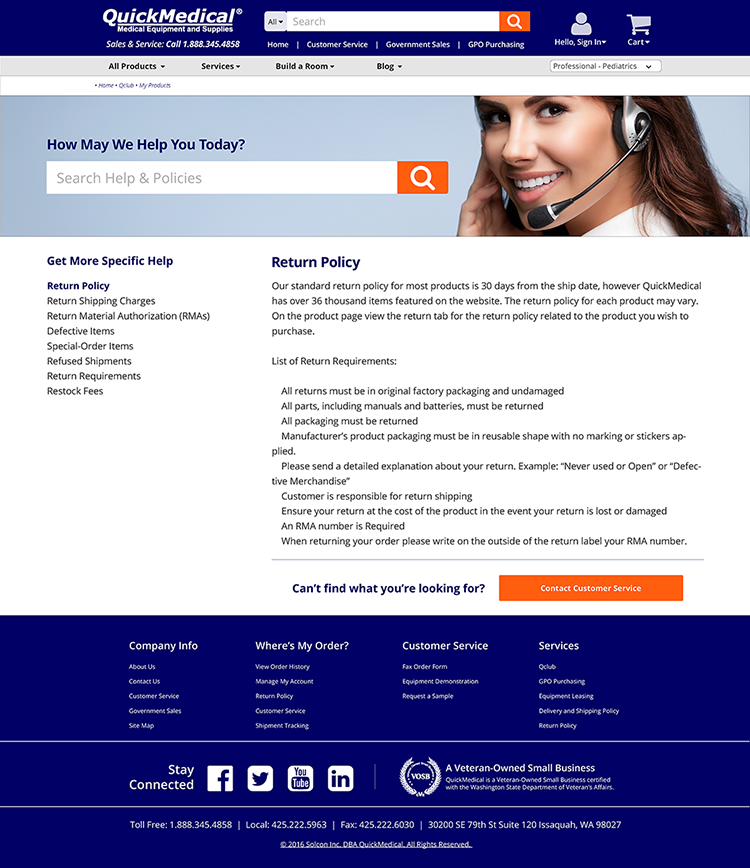 QuickMedical®
Medical Equipment and Supplies
Sales & Service: Call 1.888.345.4858
All
Search
Home | Customer Service | Government Sales | GPO Purchasing
Hello, Sign In
Cart
All Products
Services
Build a Room
Blog
Professional - Pediatrics
• Home • Qclub • My Products
How May We Help You Today?
Search Help & Policies
Get More Specific Help
Return Policy
Return Shipping Charges
Return Material Authorization (RMAs)
Defective Items
Special-Order Items
Refused Shipments
Return Requirements
Restock Fees
Return Policy
Our standard return policy for most products is 30 days from the ship date, however QuickMedical
has over 36 thousand items featured on the website. The return policy for each product may vary.
On the product page view the return tab for the return policy related to the product you wish to
purchase.
List of Return Requirements:
All returns must be in original factory packaging and undamaged
All parts, including manuals and batteries, must be returned
All packaging must be returned
Manufacturer's product packaging must be in reusable shape with no marking or stickers ap-
plied.
Please send a detailed explanation about your return. Example: “Never used or Open” or “Defec-
tive Merchandise”
Customer is responsible for return shipping
Ensure your return at the cost of the product in the event your return is lost or damaged
An RMA number is Required
When returning your order please write on the outside of the return label your RMA number.
Can't find what you're looking for?
Contact Customer Service
Company Info
About Us
Contact Us
Customer Service
Government Sales
Site Map
Where's My Order?
View Order History
Manage My Account
Return Policy
Customer Service
Shipment Tracking
Customer Service
Fax Order Form
Equipment Demonstration
Request a Sample
Services
Qclub
GPO Purchasing
Equipment Leasing
Delivery and Shipping Policy
Return Policy
Stay
Connected
You
Tube
in
VOSB
A Veteran-Owned Small Business
QuickMedical is a Veteran-Owned Small Business certified
with the Washington State Department of Veteran's Affairs.
Toll Free: 1.888.345.4858 | Local: 425.222.5963 | Fax: 425.222.6030 | 30200 SE 79th St Suite 120 Issaquah, WA 98027
© 2016 Solcon Inc. DBA QuickMedical. All Rights Reserved.